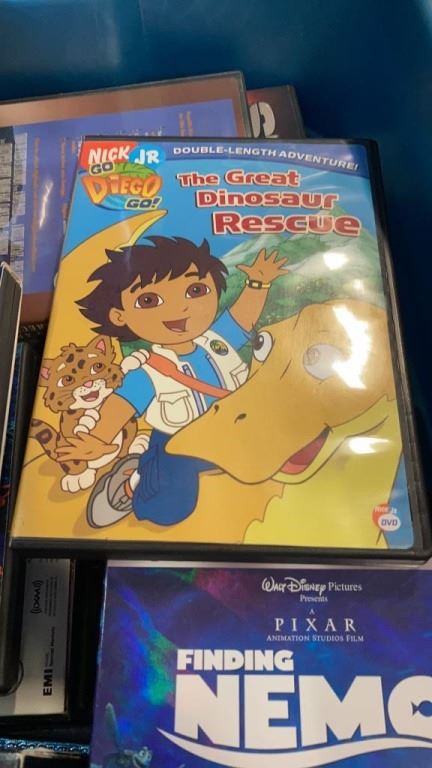 NICK JR
DOUBLE-LENGTH ADVENTURE!
GO DIEGO GO!
The Great
Dinosaur
Rescue
Nick Jr
DVD
WALT DISNEY Pictures
Presents
A
PIXAR
ANIMATION STUDIOS FILM
FINDING
NEMO
EMI